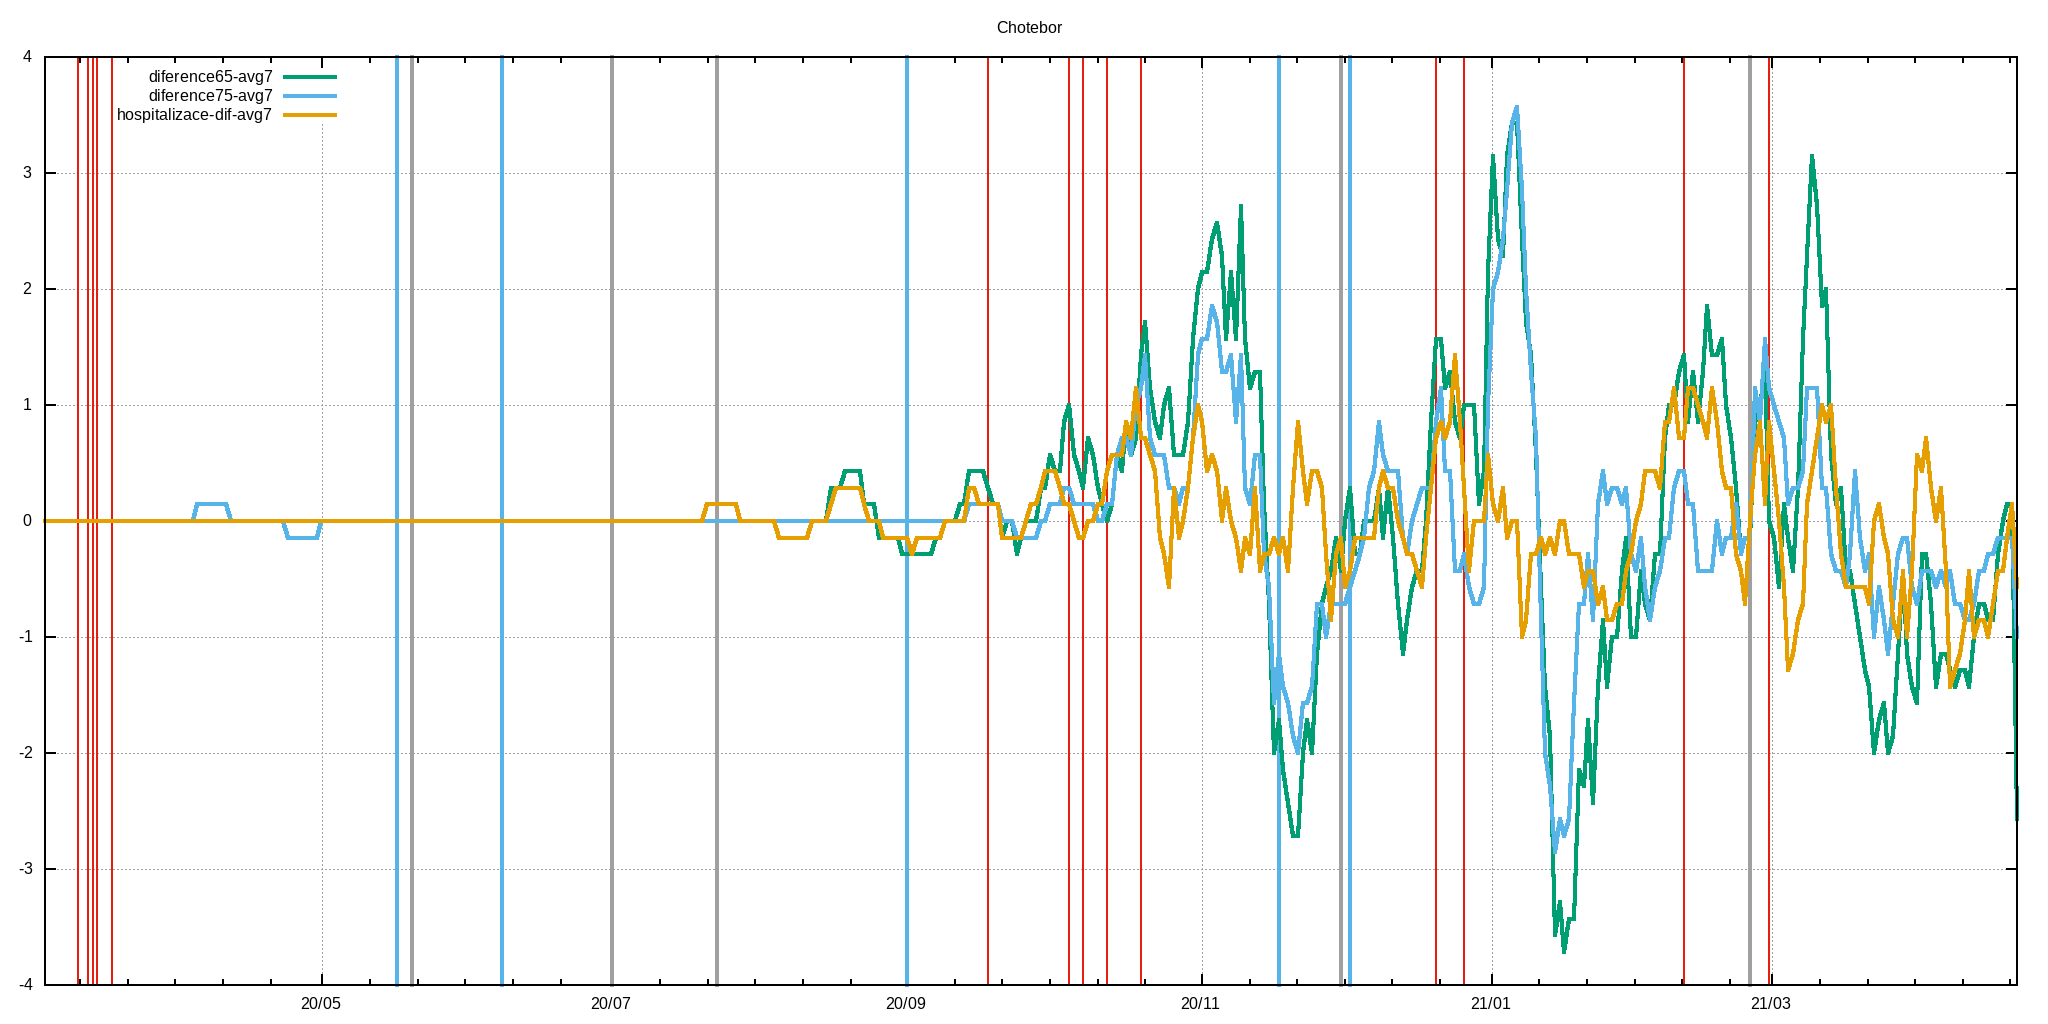 Chotebor
4
diference65-avg7
diference75-avg7
hospitalizace-dif-avg7
3
2
1
0
-1
-2
-3
-4
20/05 20/07 20/09 20/11 21/01 21/03